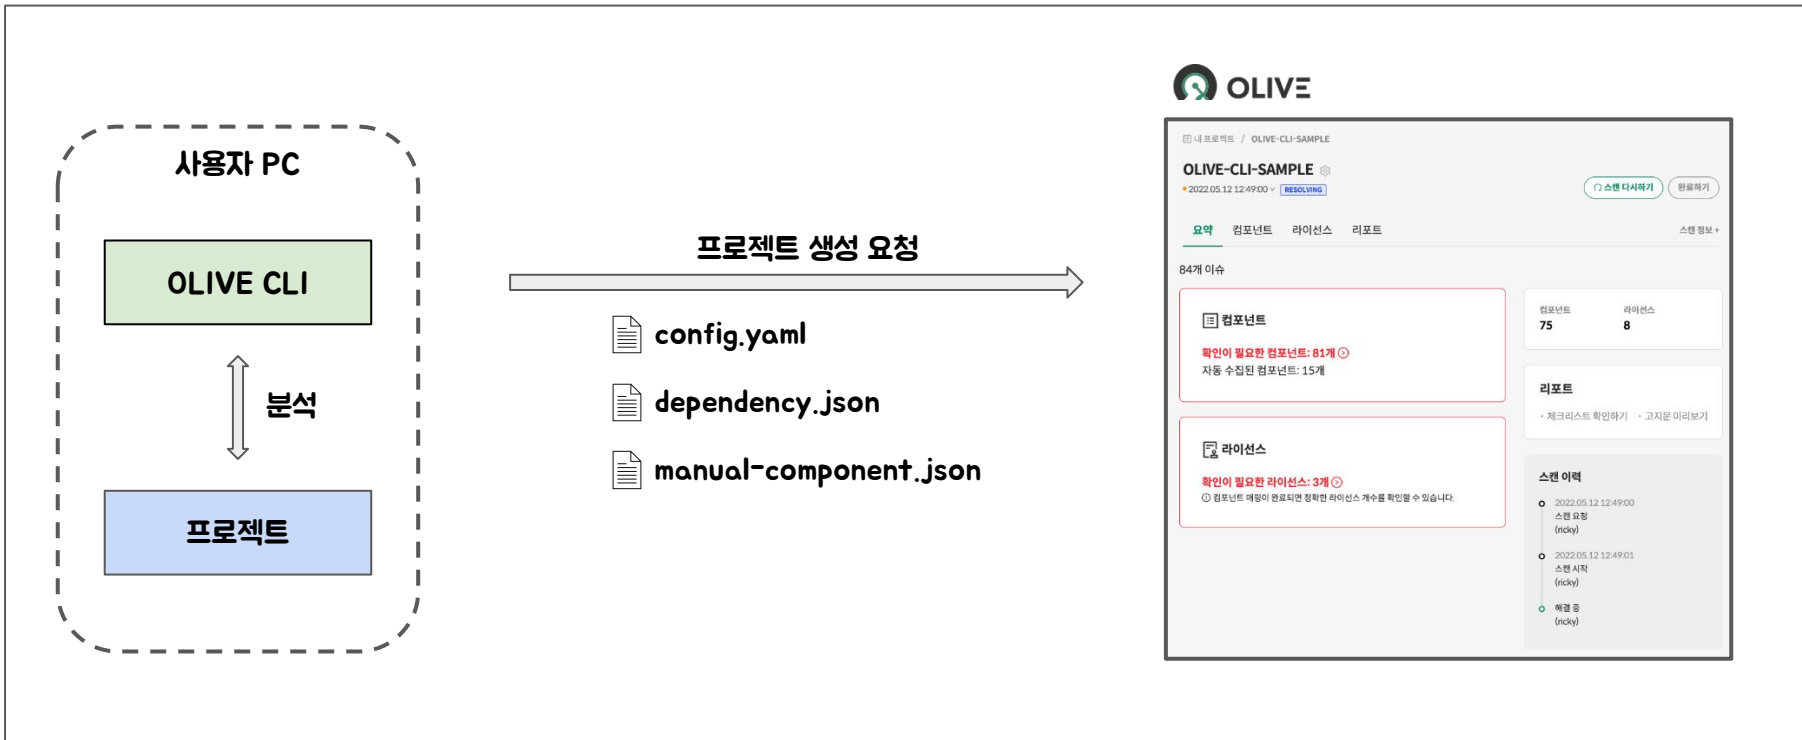 사용자 PC
OLIVE CLI
분석
프로젝트
프로젝트 생성 요청
config.yaml
dependency.json
manual-component.json
OLIVE
내 프로젝트 / OLIVE-CLI-SAMPLE
OLIVE-CLI-SAMPLE
2022.05.12 12:49:00 RESOLVING
스캔 다시하기 완료하기
요약 컴포넌트 라이선스 리포트 스캔 정보 +
84개 이슈
컴포넌트
확인이 필요한 컴포넌트: 81개
자동 수집된 컴포넌트: 15개
라이선스
확인이 필요한 라이선스: 3개
컴포넌트 매핑이 완료되면 정확한 라이선스 개수를 확인할 수 있습니다.
컴포넌트 라이선스
75 8
리포트
· 체크리스트 확인하기 · 고지문 미리보기
스캔 이력
2022.05.12 12:49:00
스캔 요청
(ricky)
2022.05.12 12:49:01
스캔 시작
(ricky)
해결 중
(ricky)